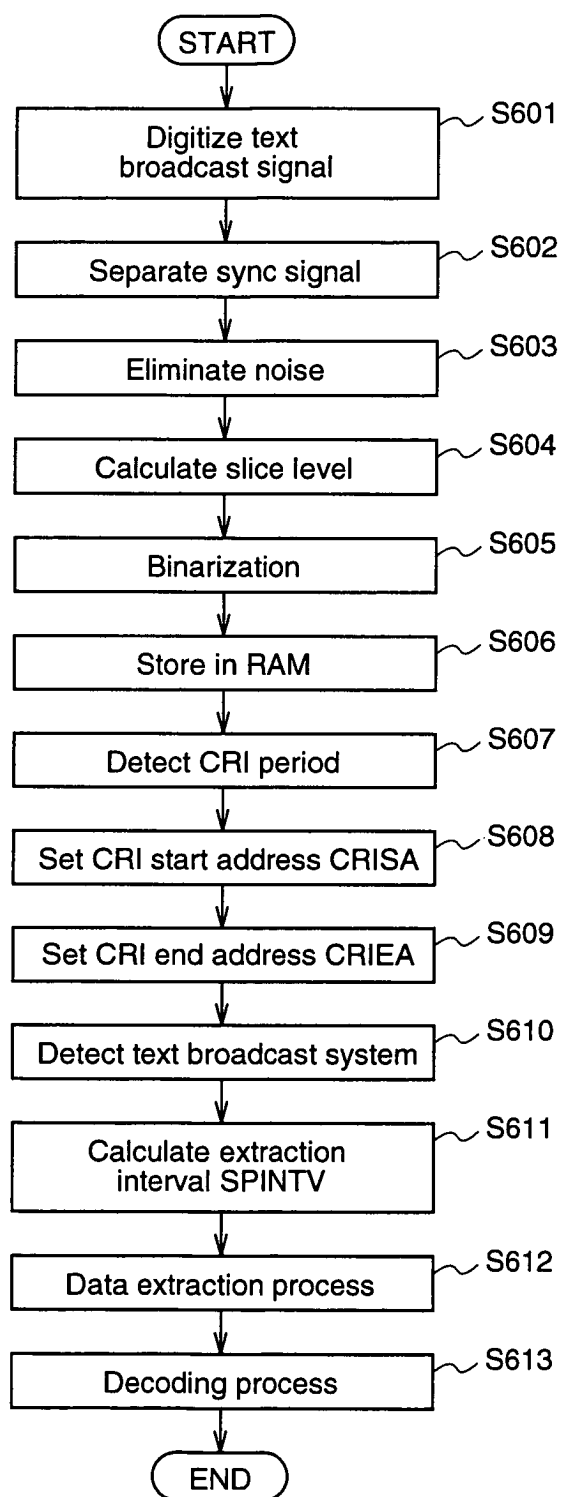 START
S601
Digitize text
broadcast signal
S602
Separate sync signal
S603
Eliminate noise
S604
Calculate slice level
S605
Binarization
S606
Store in RAM
S607
Detect CRI period
S608
Set CRI start address CRISA
S609
Set CRI end address CRIEA
S610
Detect text broadcast system
S611
Calculate extraction
interval SPINTV
S612
Data extraction process
S613
Decoding process
END